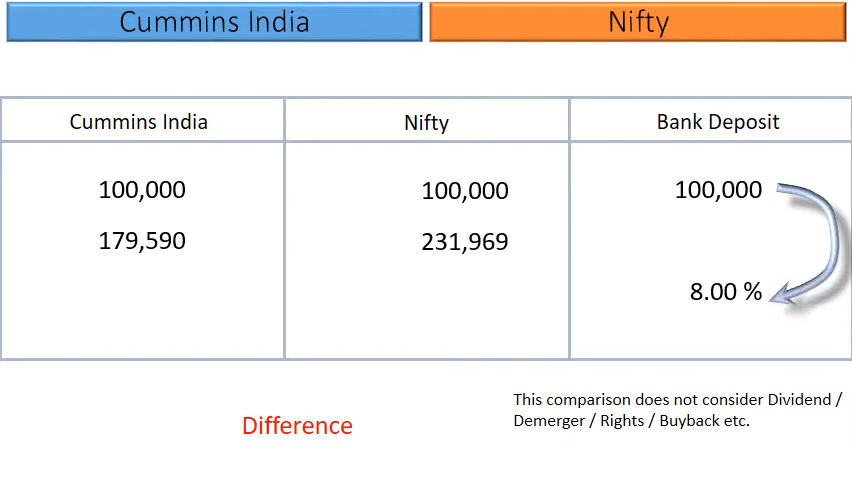 Cummins India
Nifty
Cummins India
Nifty
Bank Deposit
100,000
100,000
100,000
179,590
231,969
8.00 %
This comparison does not consider Dividend /
Demerger / Rights / Buyback etc.
Difference